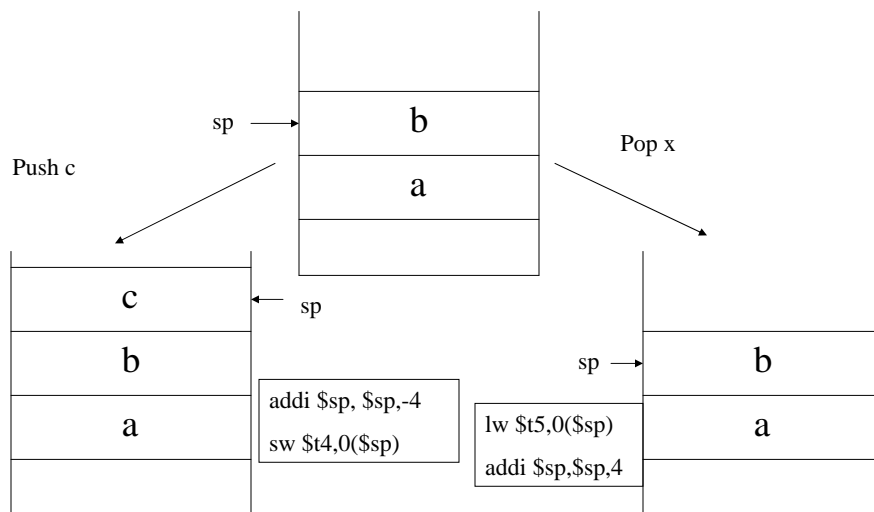 b
sp
Pop x
Push c
a
c
sp
b
sp
b
addi $sp, $sp,-4
lw $t5,0($sp)
a
a
sw $t4,0($sp)
addi $sp,$sp,4